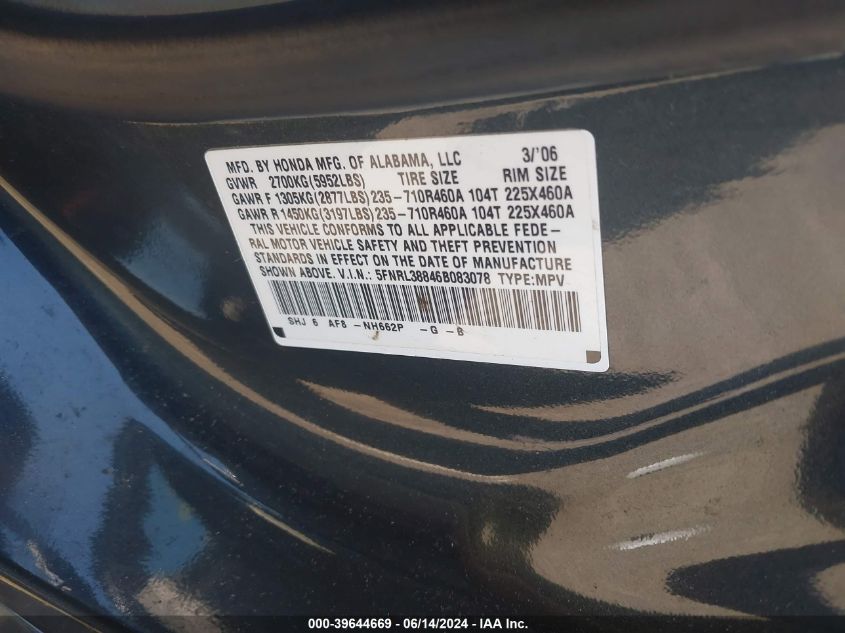 MFD. BY HONDA MFG. OF ALABAMA, LLC 3/'06
GVWR 2700KG(5952LBS) TIRE SIZE RIM SIZE
GAWR F 1305KG(2877LBS)235-710R460A 104T 225X460A
GAWR R 1450KG(3197LBS)235-710R460A 104T 225X460A
THIS VEHICLE CONFORMS TO ALL APPLICABLE FEDE-
RAL MOTOR VEHICLE SAFETY AND THEFT PREVENTION
STANDARDS IN EFFECT ON THE DATE OF MANUFACTURE
SHOWN ABOVE. V.I.N.: 5FNRL38846B083078 TYPE:MPV
SHJ 6 AF8 -NH662P -G -B
000-39644669 - 06/14/2024 - IAA Inc.